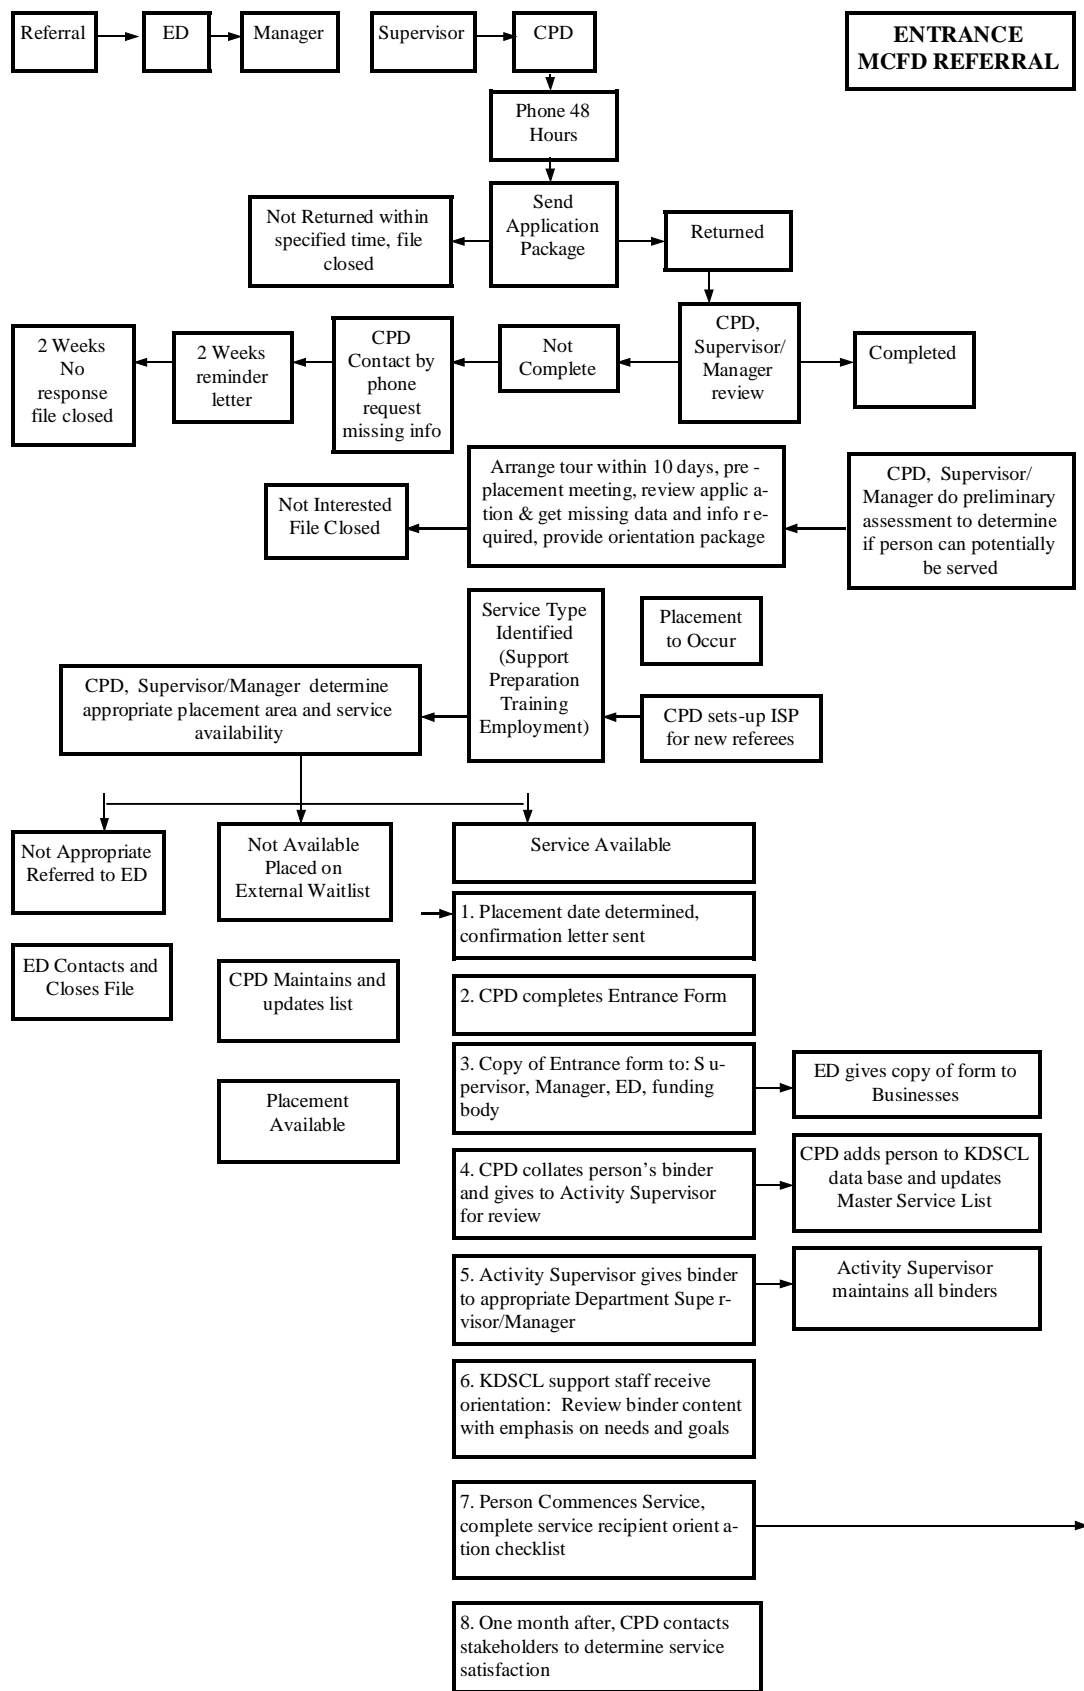 Referral
ED
Manager
Supervisor
CPD
ENTRANCE
MCFD REFERRAL
Phone 48
Hours
Send
Application
Package
Not Returned within
specified time, file
closed
Returned
2 Weeks
No
response
file closed
2 Weeks
reminder
letter
CPD
Contact by
phone
request
missing info
Not
Complete
CPD,
Supervisor/
Manager
review
Completed
Not Interested
File Closed
Arrange tour within 10 days, pre -
placement meeting, review applic a-
tion & get missing data and info r e-
quired, provide orientation package
CPD, Supervisor/
Manager do preliminary
assessment to determine
if person can potentially
be served
Service Type
Identified
(Support
Preparation
Training
Employment)
Placement
to Occur
CPD, Supervisor/Manager determine
appropriate placement area and service
availability
CPD sets-up ISP
for new referees
Not Appropriate
Referred to ED
Not Available
Placed on
External Waitlist
Service Available
1. Placement date determined,
confirmation letter sent
ED Contacts and
Closes File
CPD Maintains and
updates list
2. CPD completes Entrance Form
3. Copy of Entrance form to: S u-
pervisor, Manager, ED, funding
body
ED gives copy of form to
Businesses
Placement
Available
4. CPD collates person's binder
and gives to Activity Supervisor
for review
CPD adds person to KDSCL
data base and updates
Master Service List
5. Activity Supervisor gives binder
to appropriate Department Supe r-
visor/Manager
Activity Supervisor
maintains all binders
6. KDSCL support staff receive
orientation: Review binder content
with emphasis on needs and goals
7. Person Commences Service,
complete service recipient orient a-
tion checklist
8. One month after, CPD contacts
stakeholders to determine service
satisfaction